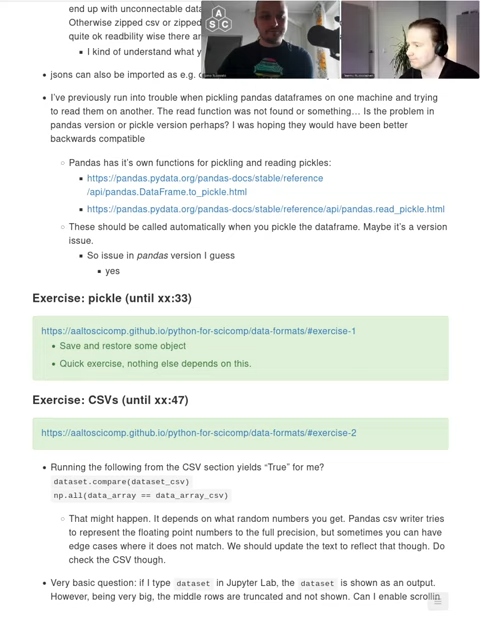 end up with unconnectable data
Otherwise zipped csv or zipped
quite ok readbility wise there ar
I kind of understand what y
ASC
jsons can also be imported as e.g.
I've previously run into trouble when pickling pandas dataframes on one machine and trying
to read them on another. The read function was not found or something… Is the problem in
pandas version or pickle version perhaps? I was hoping they would have been better
backwards compatible
Pandas has it's own functions for pickling and reading pickles:
https://pandas.pydata.org/pandas-docs/stable/reference
/api/pandas.DataFrame.to_pickle.html
https://pandas.pydata.org/pandas-docs/stable/reference/api/pandas.read_pickle.html
These should be called automatically when you pickle the dataframe. Maybe it's a version
issue.
So issue in pandas version I guess
yes
Exercise: pickle (until xx:33)
https://aaltoscicomp.github.io/python-for-scicomp/data-formats/#exercise-1
Save and restore some object
Quick exercise, nothing else depends on this.
Exercise: CSVs (until xx:47)
https://aaltoscicomp.github.io/python-for-scicomp/data-formats/#exercise-2
Running the following from the CSV section yields “True” for me?
dataset.compare(dataset_csv)
np.all(data_array == data_array_csv)
That might happen. It depends on what random numbers you get. Pandas csv writer tries
to represent the floating point numbers to the full precision, but sometimes you can have
edge cases where it does not match. We should update the text to reflect that though. Do
check the CSV though.
Very basic question: if I type dataset in Jupyter Lab, the dataset is shown as an output.
However, being very big, the middle rows are truncated and not shown. Can I enable scrollin